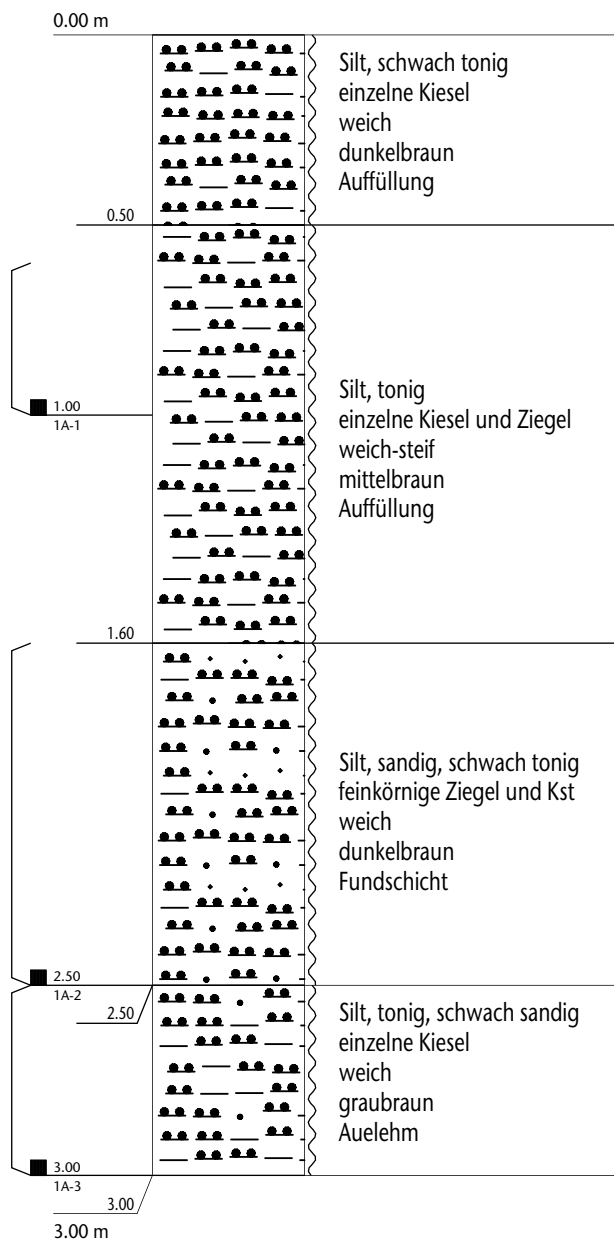 0.00 m
Silt, schwach tonig
einzelne Kiesel
weich
dunkelbraun
Auffüllung
0.50
1.00
1A-1
Silt, tonig
einzelne Kiesel und Ziegel
weich-steif
mittelbraun
Auffüllung
1.60
Silt, sandig, schwach tonig
feinkörnige Ziegel und Kst
weich
dunkelbraun
Fundschicht
2.50
1A-2
2.50
Silt, tonig, schwach sandig
einzelne Kiesel
weich
graubraun
Auelehm
3.00
1A-3
3.00
3.00 m